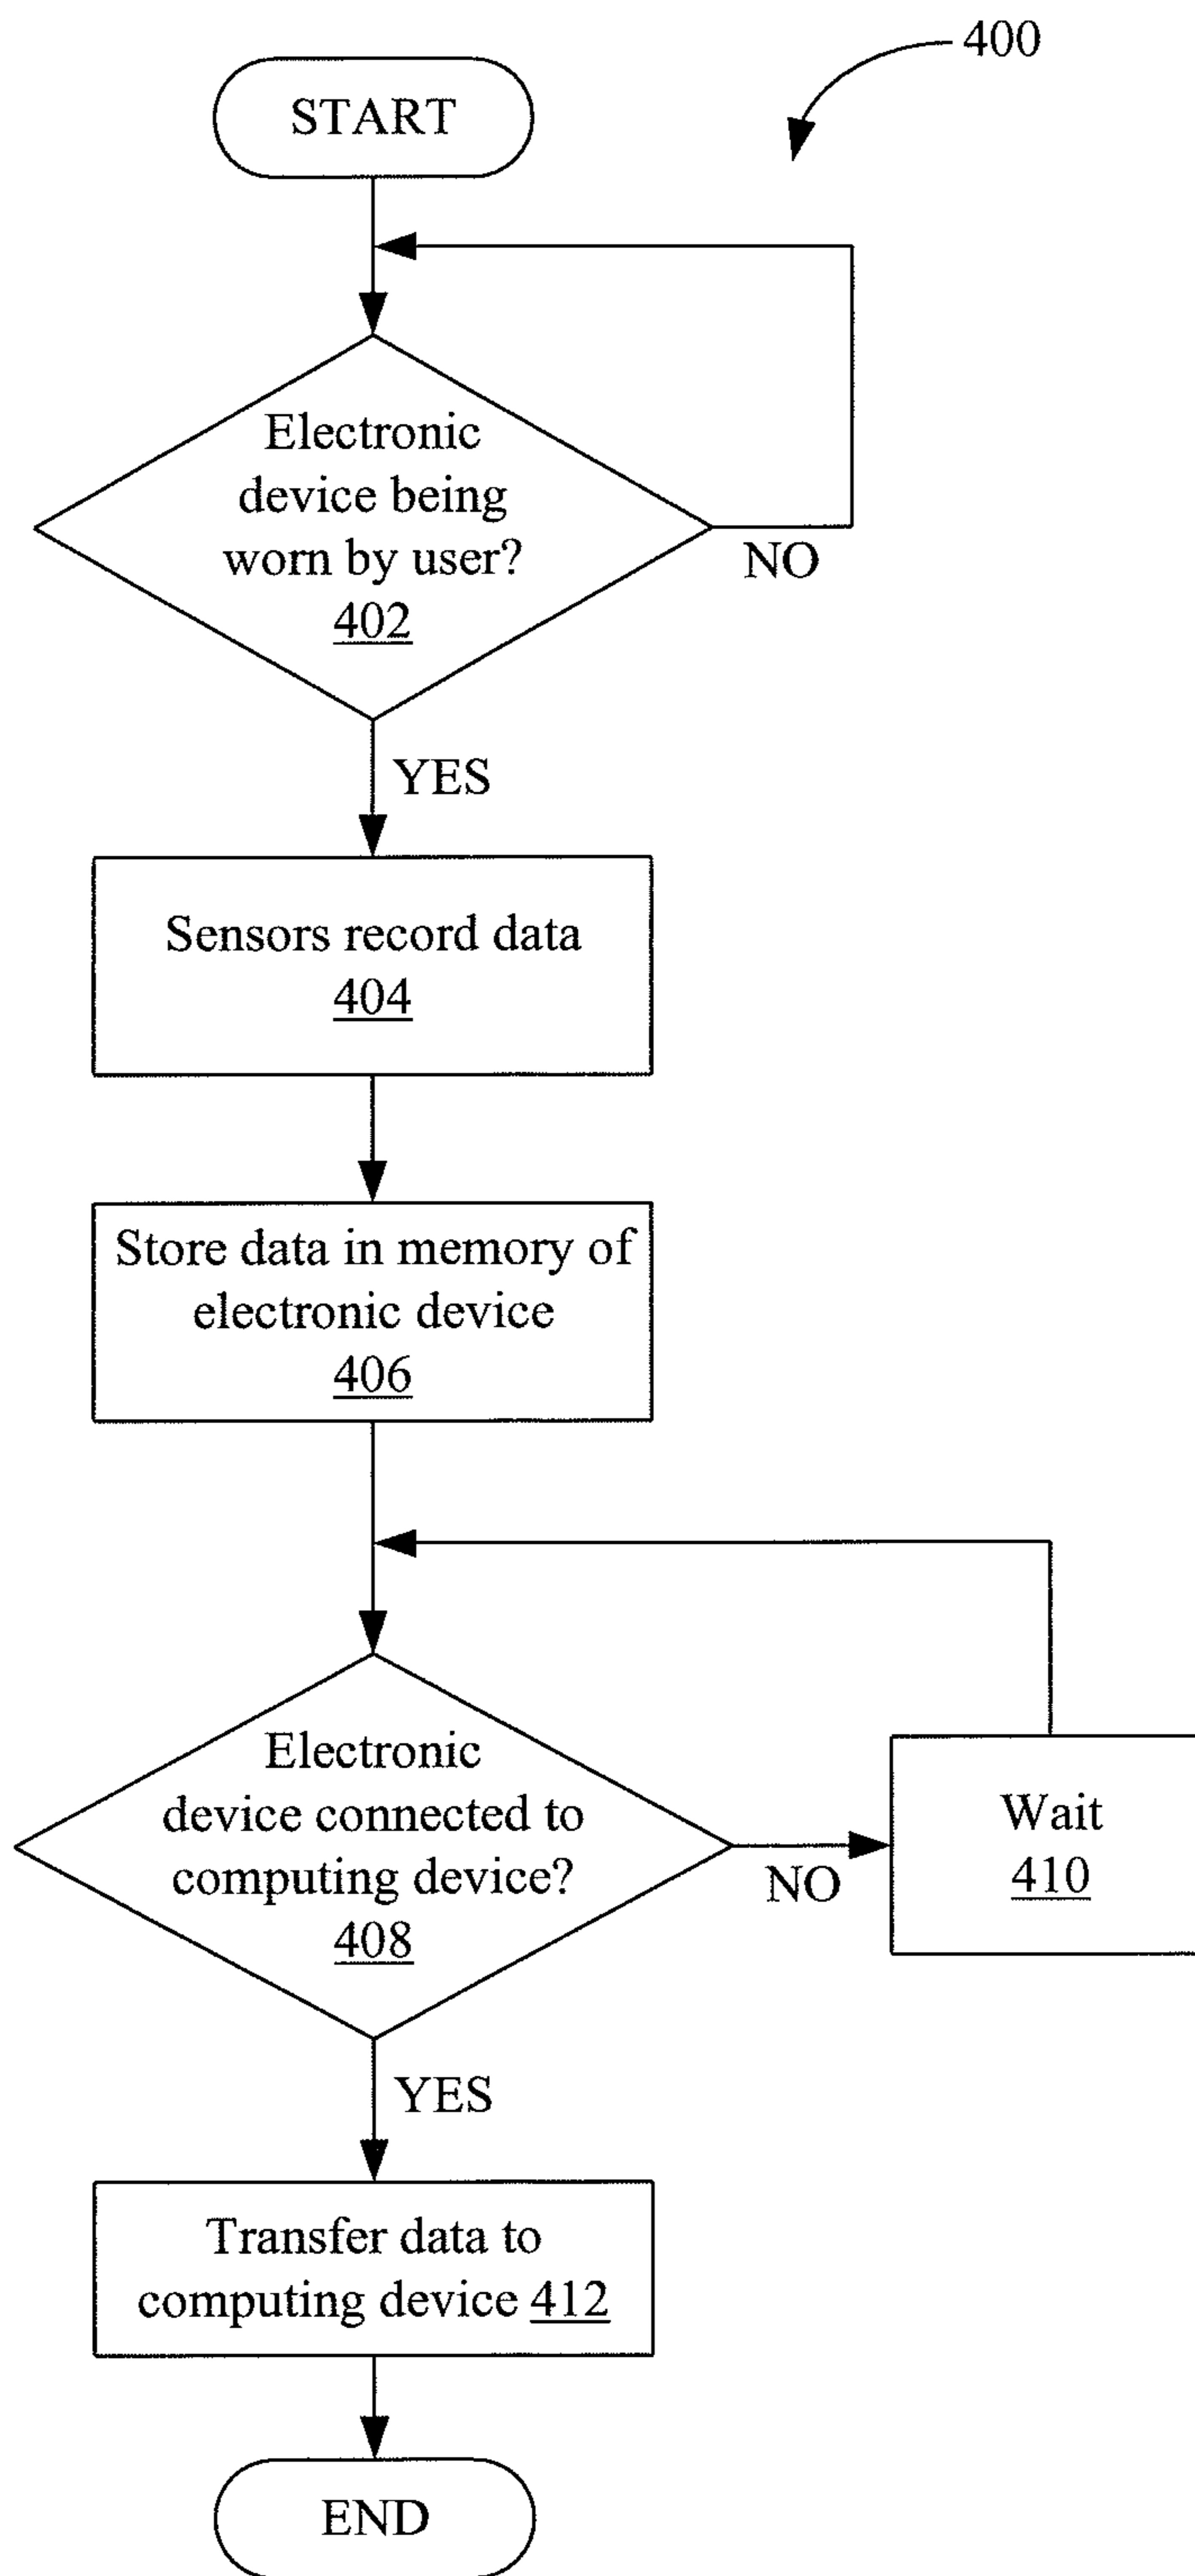 400
START
Electronic
device being
worn by user?
402
NO
YES
Sensors record data
404
Store data in memory of
electronic device
406
Electronic
device connected to
computing device?
408
NO
Wait
410
YES
Transfer data to
computing device 412
END